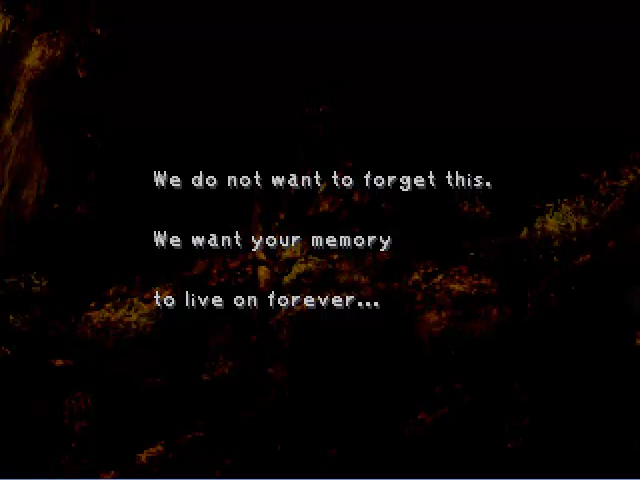 We do not want to forget this.
We want your memory
to live on forever...